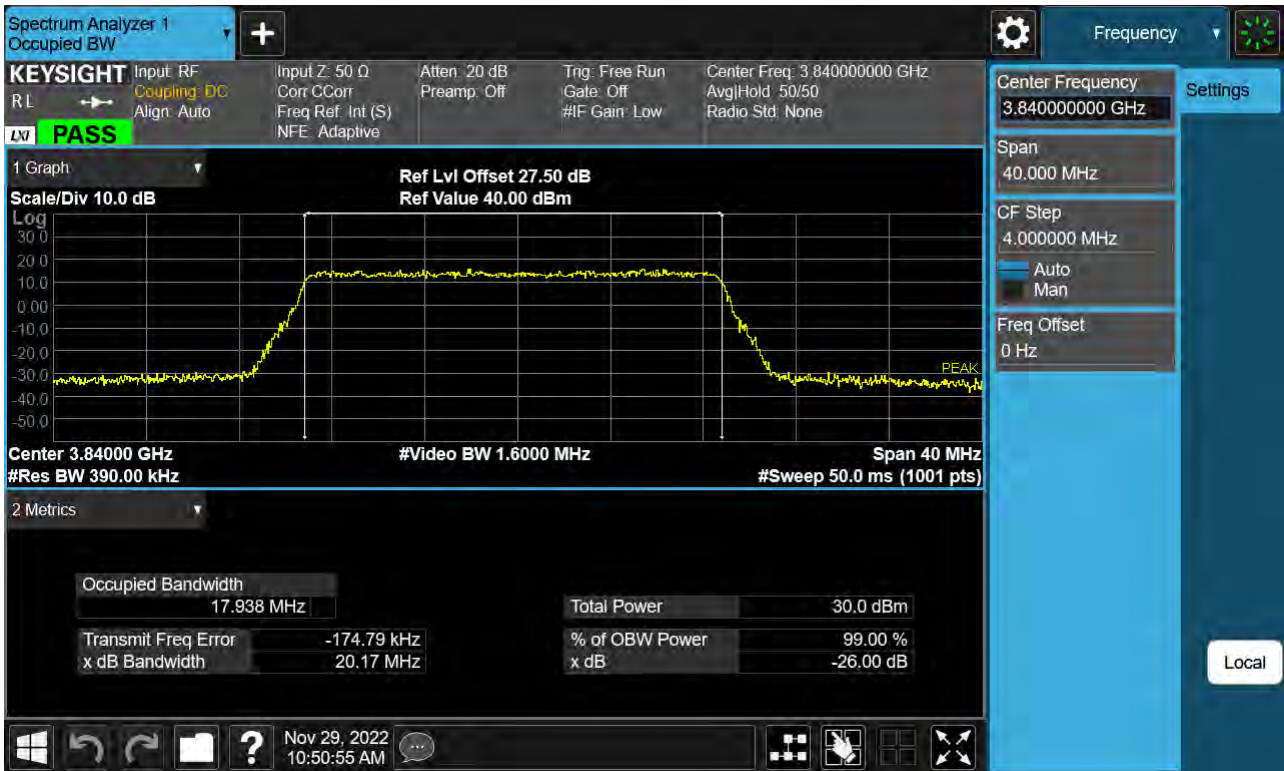 Spectrum Analyzer 1
Occupied BW
+
Frequency
KEYSIGHT
RL
LXI
PASS
Input: RF
Coupling: DC
Align: Auto
Input Z: 50 Ω
Corr CCorr
Freq Ref: Int (S)
NFE: Adaptive
Atten: 20 dB
Preamp: Off
Trig: Free Run
Gate: Off
#IF Gain: Low
Center Freq: 3.840000000 GHz
Avg|Hold: 50/50
Radio Std: None
Center Frequency
3.840000000 GHz
Settings
Span
40.000 MHz
CF Step
4.000000 MHz
Auto
Man
Freq Offset
0 Hz
Local
1 Graph
Scale/Div 10.0 dB
Ref Lvl Offset 27.50 dB
Ref Value 40.00 dBm
Log
30.0
20.0
10.0
0.00
-10.0
-20.0
-30.0
-40.0
-50.0
PEAK
Center 3.84000 GHz
#Video BW 1.6000 MHz
Span 40 MHz
#Res BW 390.00 kHz
#Sweep 50.0 ms (1001 pts)
2 Metrics
Occupied Bandwidth
17.938 MHz
Total Power 30.0 dBm
Transmit Freq Error -174.79 kHz
% of OBW Power 99.00 %
x dB Bandwidth 20.17 MHz
x dB -26.00 dB
?
Nov 29, 2022
10:50:55 AM